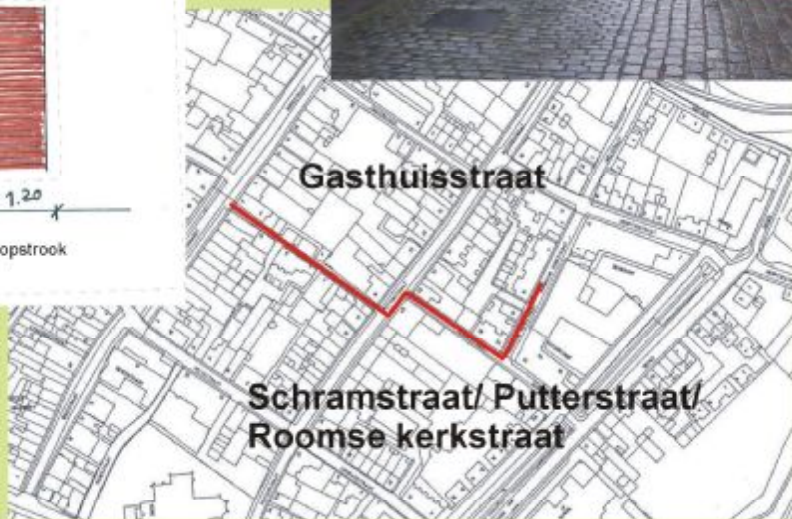 1.20
opstrook
Gasthuisstraat
Schramstraat/ Putterstraat/
Roomse kerkstraat